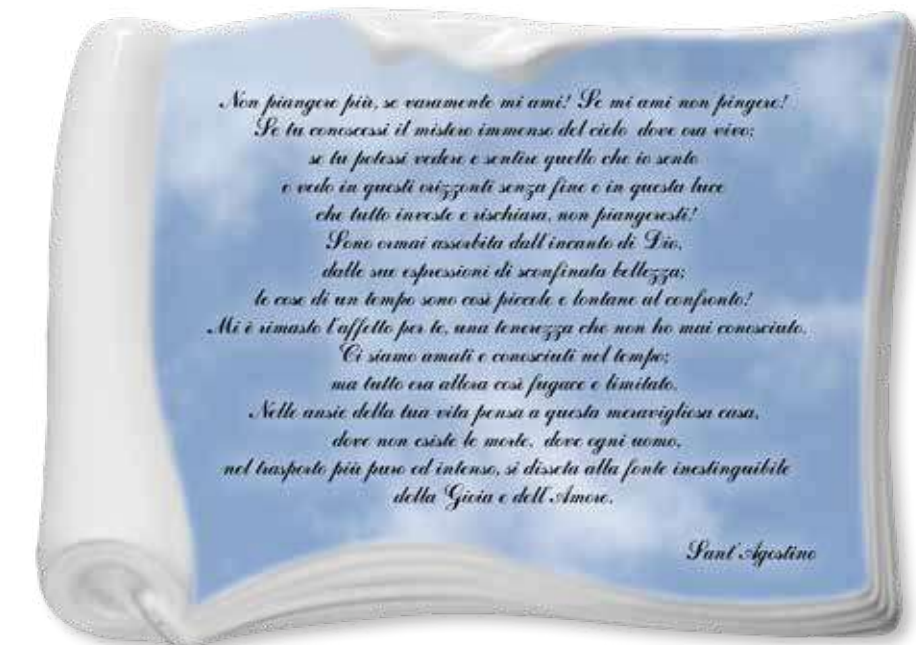 Non piangere più, se varamente mi ami! Se mi ami non pingere!
Se tu conoscessi il mistero immenso del cielo dove ora vivo;
se tu potessi vedere e sentire quello che io sento
e vedo in questi orizzonti senza fine e in questa luce
che tutto investe e rischiara, non piangeresti!
Sono ormai assorbita dall'incanto di Dio,
dalle sue espressioni di sconfinata bellezza;
le cose di un tempo sono così piccole e lontane al confronto!
Mi è rimasto l'affetto per te, una tenerezza che non ho mai conosciuto.
Ci siamo amati e conosciuti nel tempo;
ma tutto era allora così fugace e limitato.
Nelle ansie della tua vita pensa a questa meravigliosa casa,
dove non esiste le morte, dove ogni uomo,
nel trasporto più puro ed intenso, si disseta alla fonte inestinguibile
della Gioia e dell'Amore.
Sant'Agostino